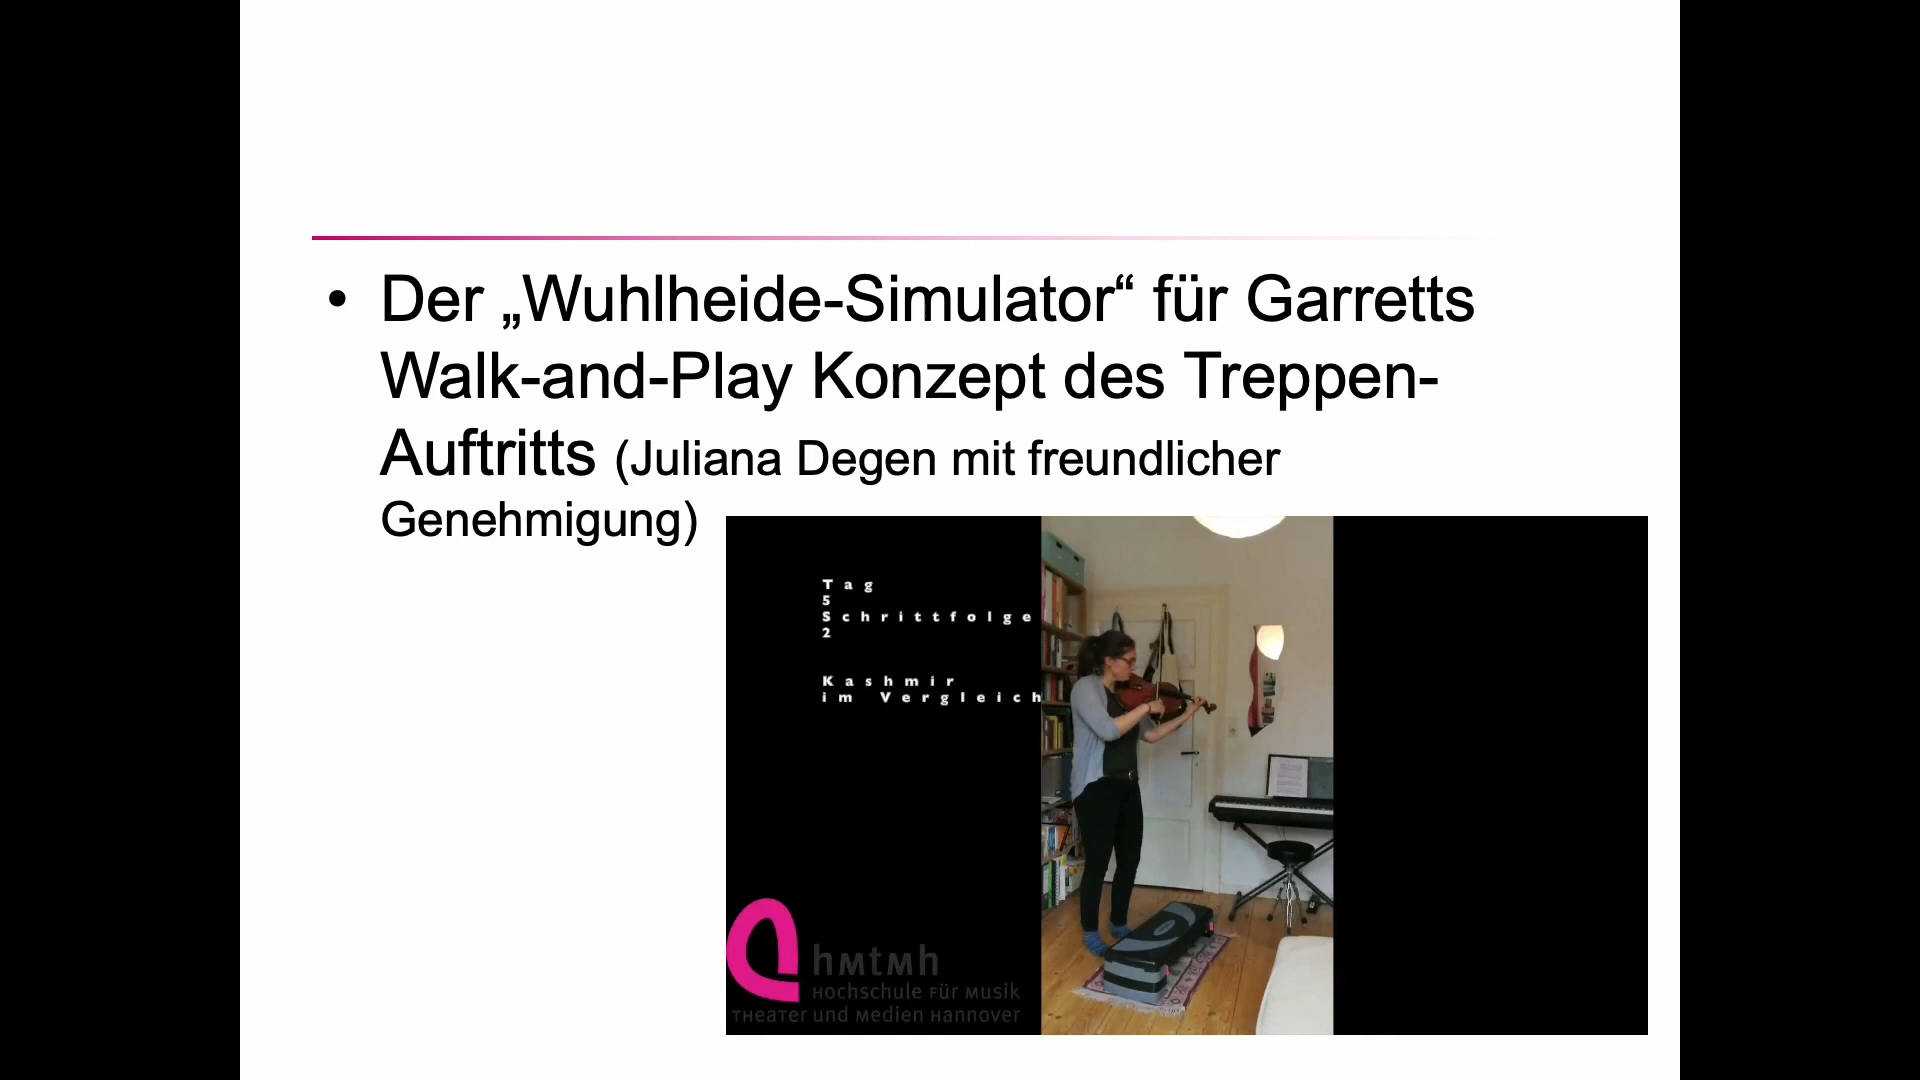 • Der „Wuhlheide-Simulator“ für Garretts
Walk-and-Play Konzept des Treppen-
Auftritts (Juliana Degen mit freundlicher
Genehmigung)
Tag
5
Schrittfolge
2
Kashmir
im Vergleich
hmtmh
Hochschule für Musik
Theater und Medien Hannover